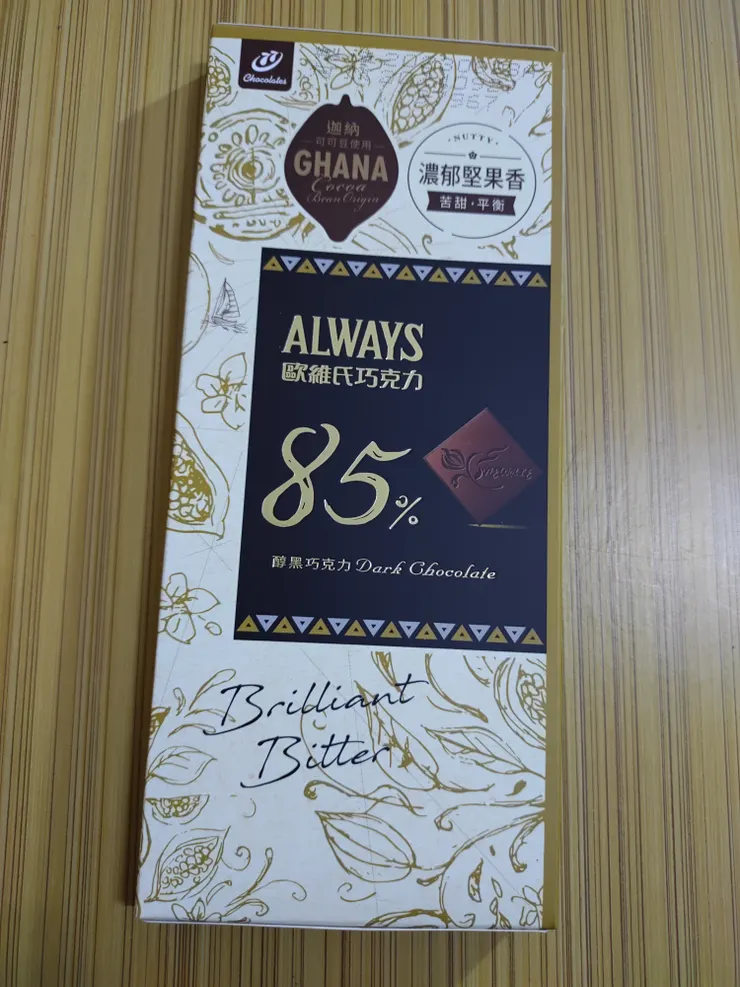 77
Chocolates
迦納
可可豆使用
GHANA
Cocoa
Bean Origin
NUTTY
濃郁堅果香
苦甜·平衡
ALWAYS
歐維氏巧克力
85%
醇黑巧克力 Dark Chocolate
Brilliant
Bitter